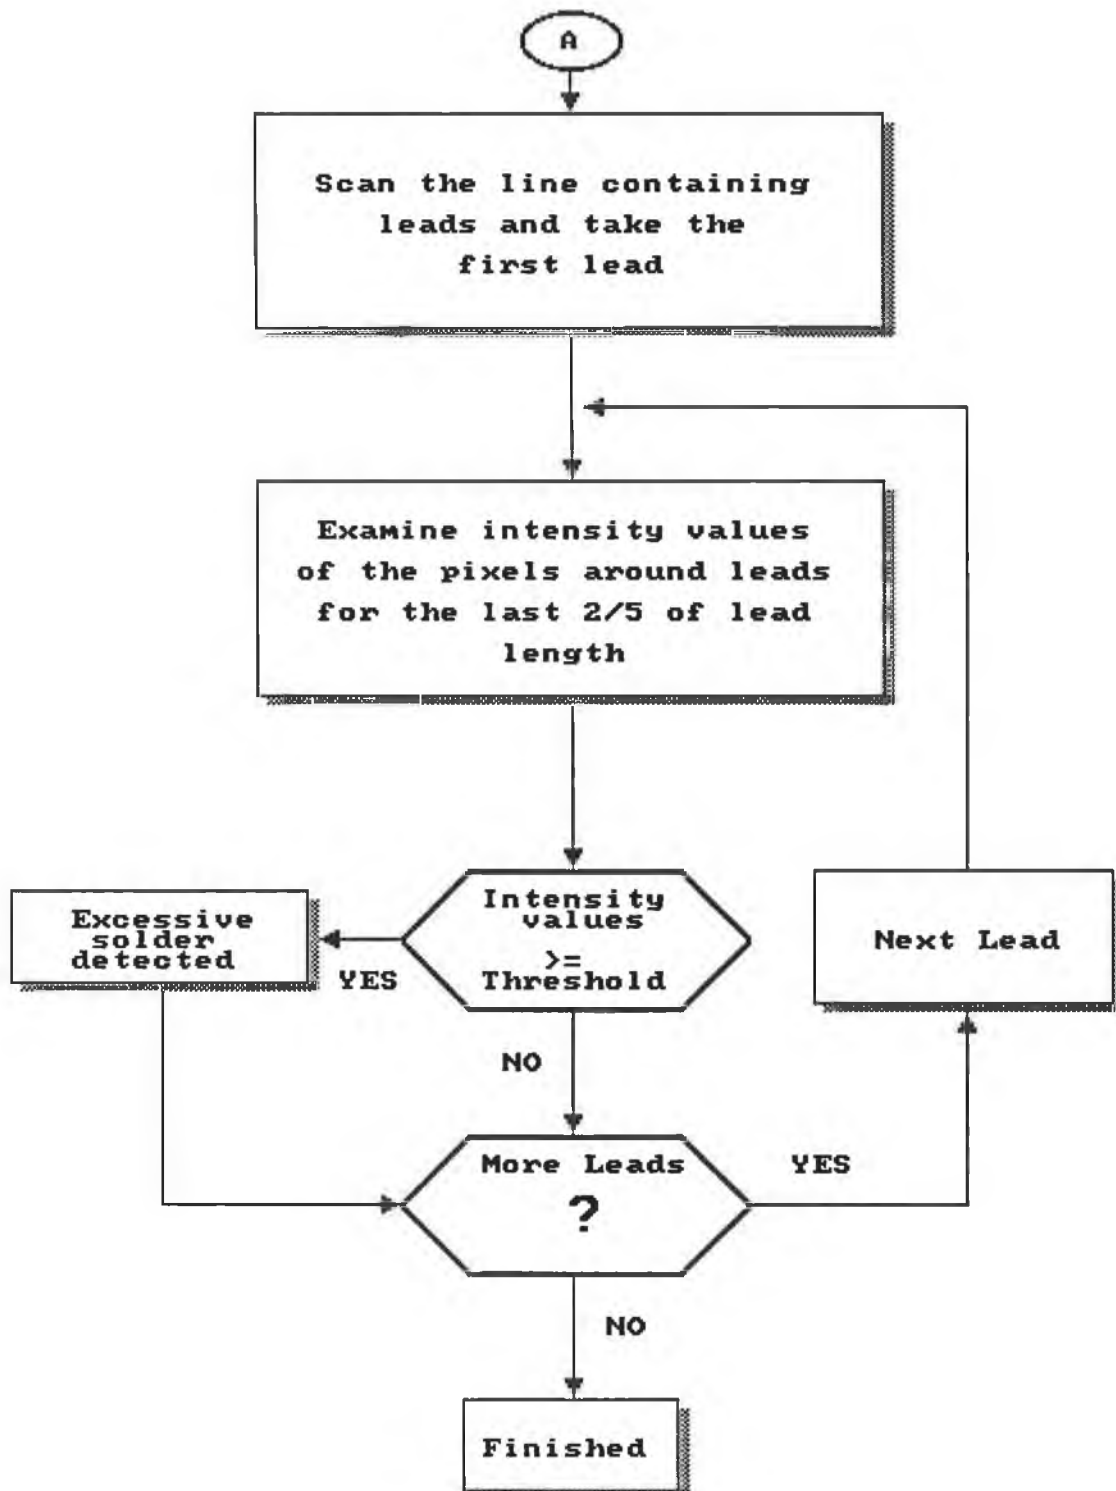 A
Scan the line containing
leads and take the
first lead
Examine intensity values
of the pixels around leads
for the last 2/5 of lead
length
Intensity
values
>=
Threshold
YES
Excessive
solder
detected
Next Lead
NO
More Leads
?
YES
NO
Finished